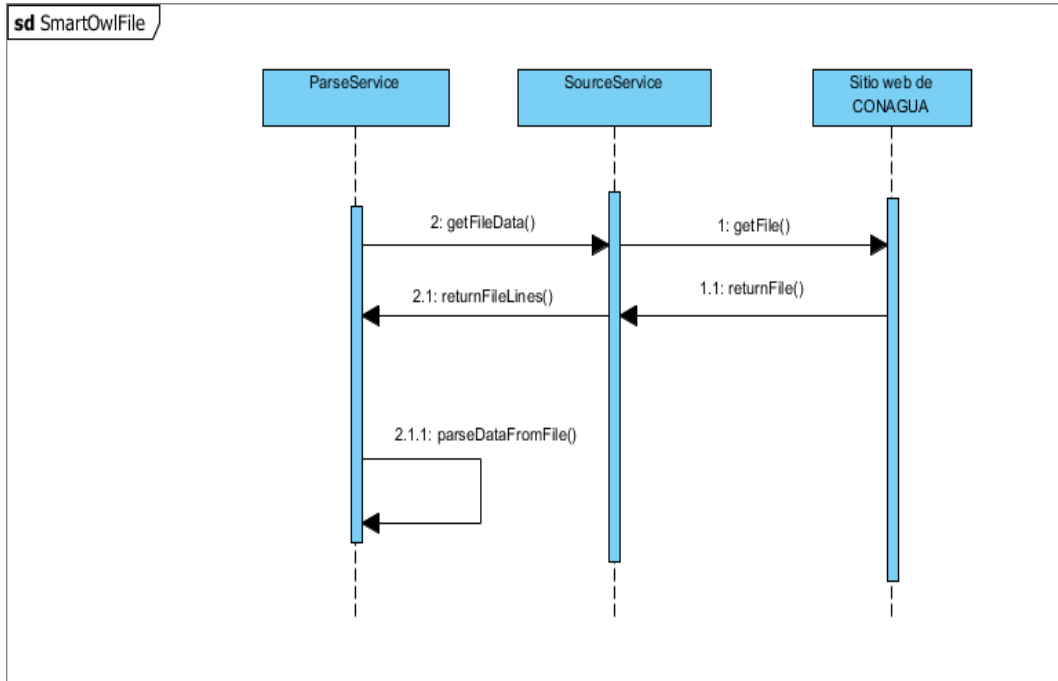 sd SmartOwlFile
ParseService
SourceService
Sitio web de
CONAGUA
2: getFileData()
1: getFile()
2.1: returnFileLines()
1.1: returnFile()
2.1.1: parseDataFromFile()